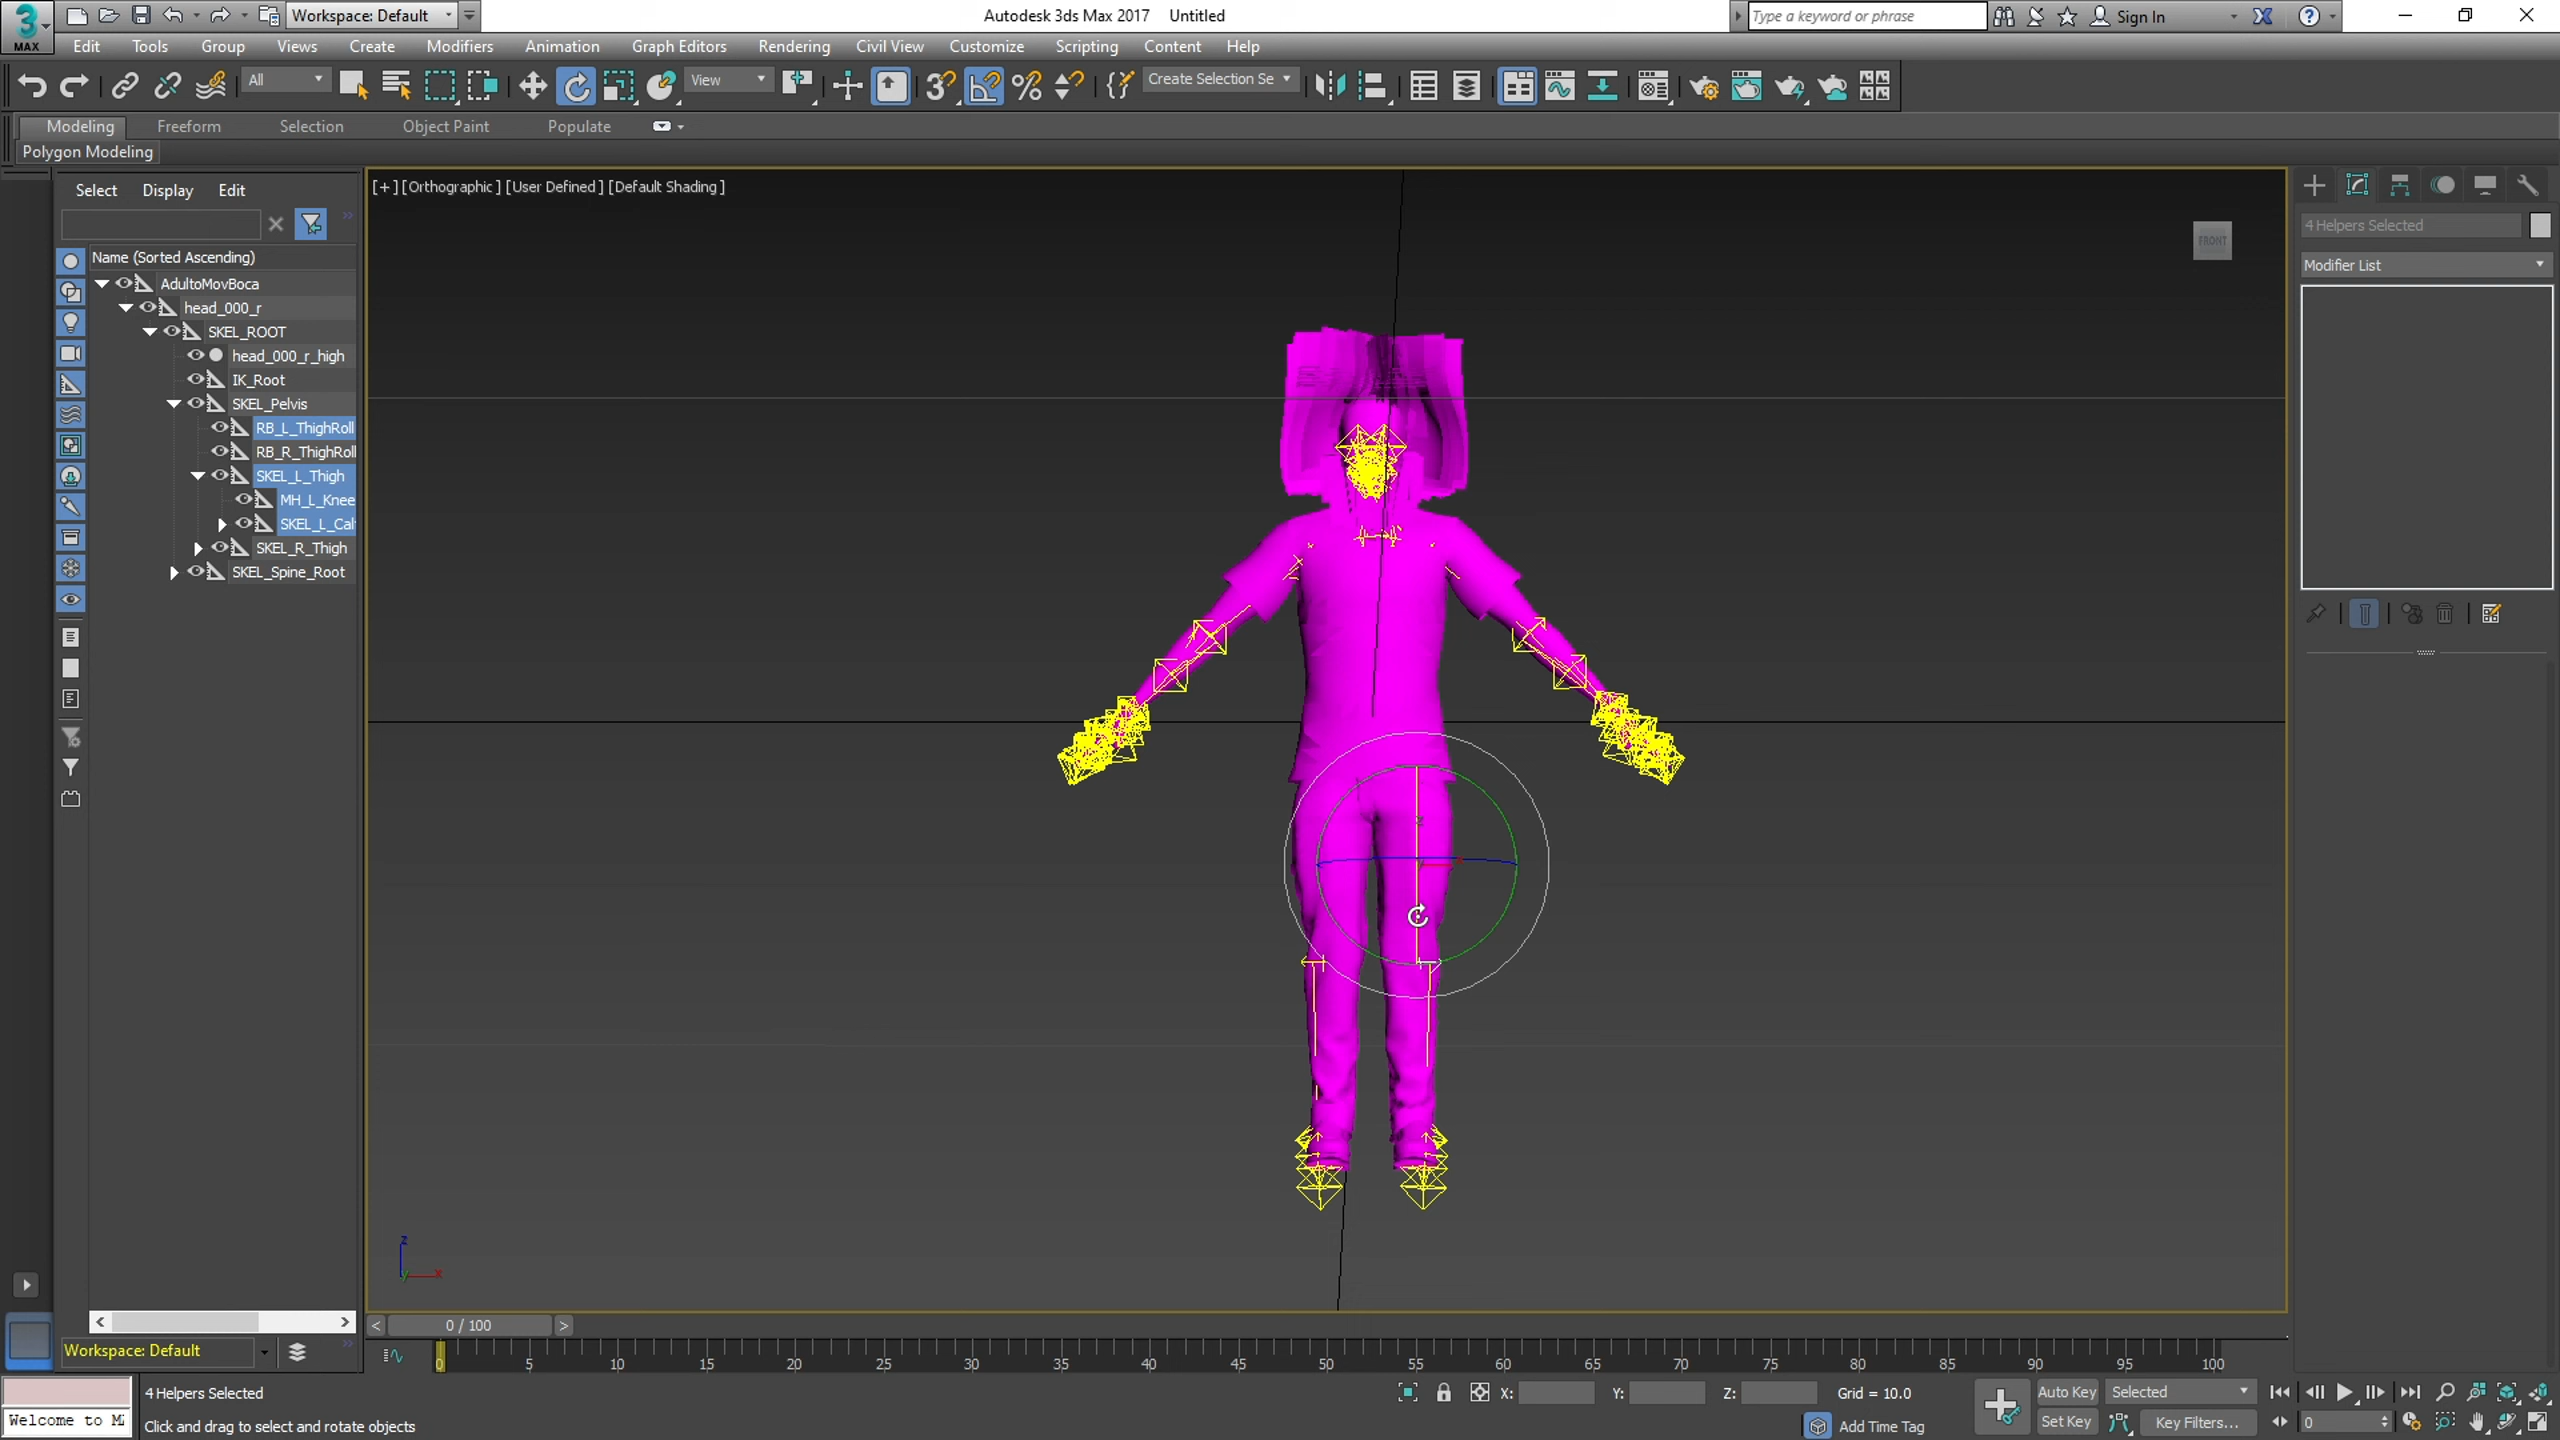 3 Workspace: Default Autodesk 3ds Max 2017 Untitled Type a keyword or phrase Sign In
MAX Edit Tools Group Views Create Modifiers Animation Graph Editors Rendering Civil View Customize Scripting Content Help
All View 3 Create Selection Se
Modeling Freeform Selection Object Paint Populate
Polygon Modeling
Select Display Edit
[+] [Orthographic] [User Defined] [Default Shading]
FRONT
4 Helpers Selected
Modifier List
Name (Sorted Ascending)
AdultoMovBoca
head_000_r
SKEL_ROOT
head_000_r_high
IK_Root
SKEL_Pelvis
RB_L_ThighRoll
RB_R_ThighRoll
SKEL_L_Thigh
MH_L_Knee
SKEL_L_Cal
SKEL_R_Thigh
SKEL_Spine_Root
z
x
z
y x
< 0 / 100 >
Workspace: Default
0 5 10 15 20 25 30 35 40 45 50 55 60 65 70 75 80 85 90 95 100
4 Helpers Selected X: Y: Z: Grid = 10.0 Auto Key Selected
Welcome to M Click and drag to select and rotate objects Add Time Tag Set Key Key Filters... 0